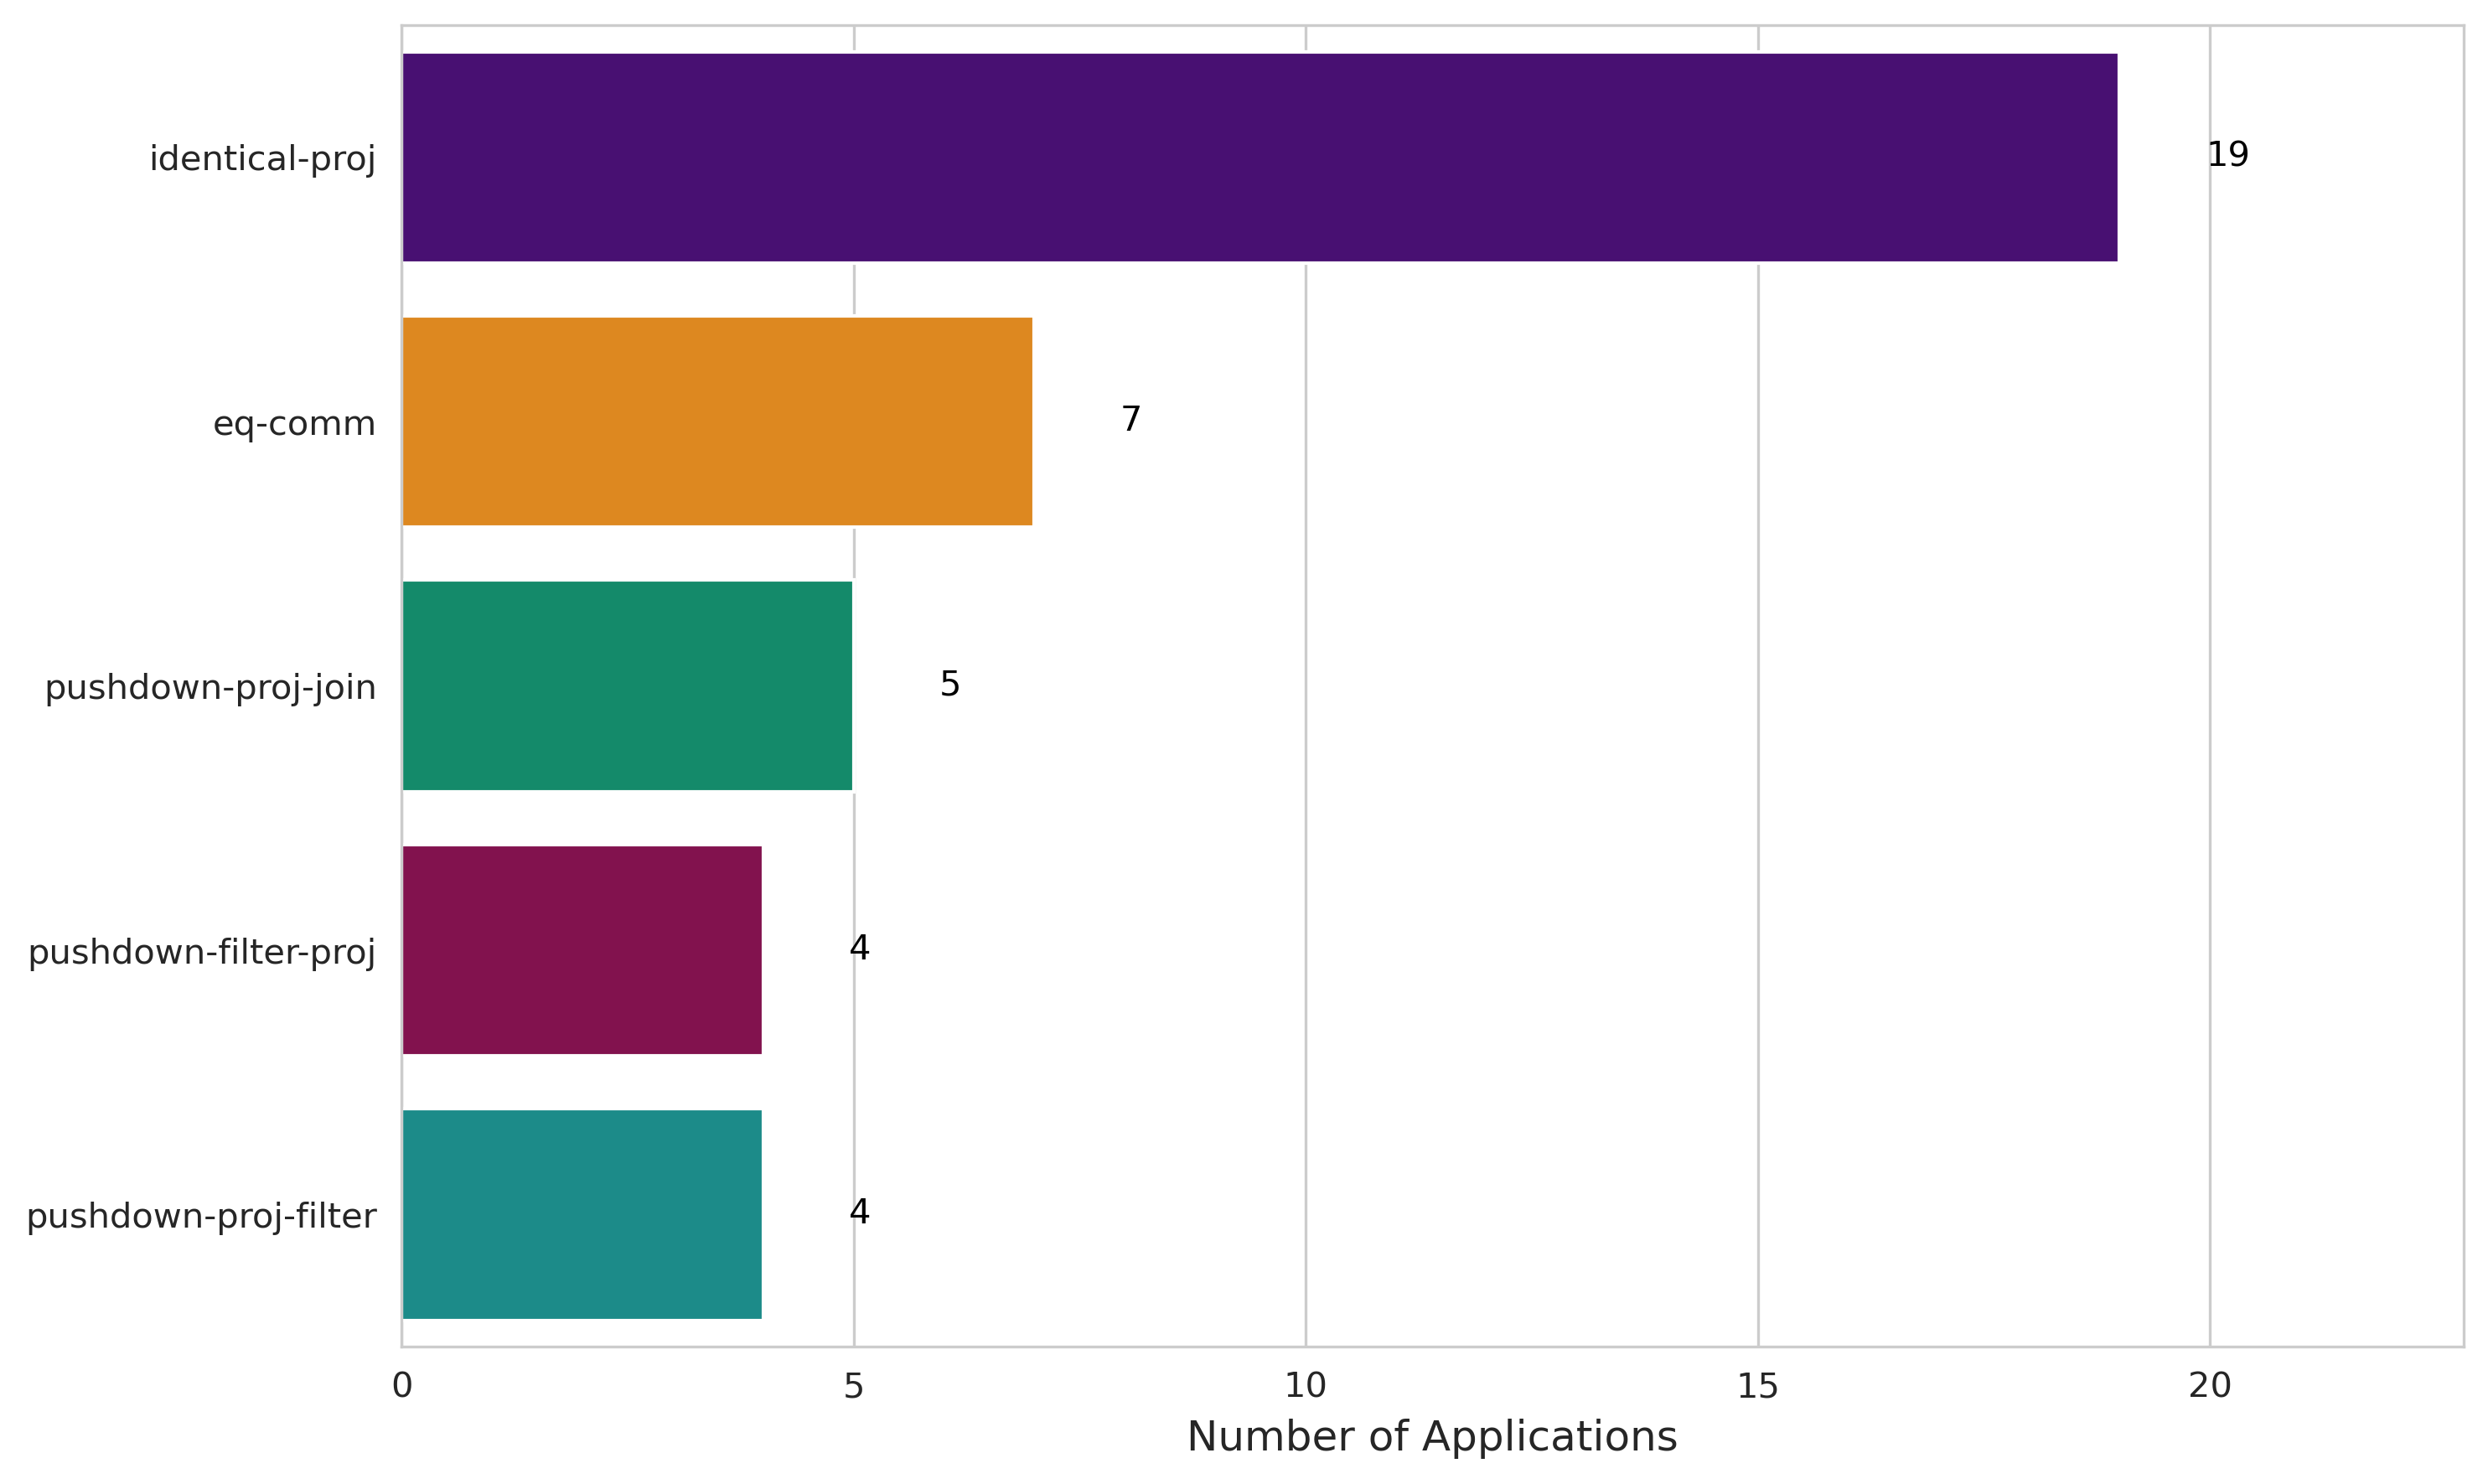 identical-proj
19
eq-comm
7
pushdown-proj-join
5
pushdown-filter-proj
4
pushdown-proj-filter
4
0 5 10 15 20
Number of Applications